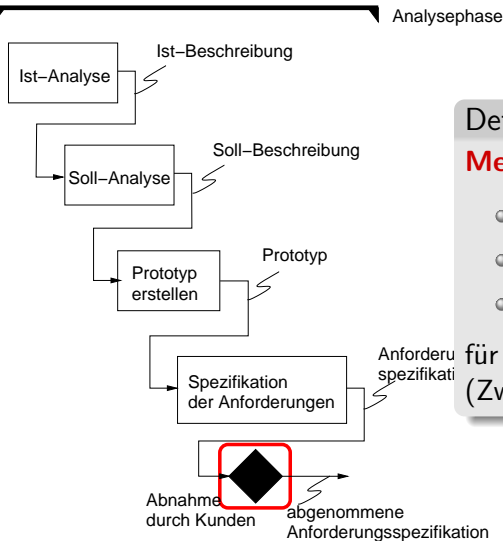 Analysephase
Ist–Beschreibung
Ist–Analyse
Soll–Beschreibung
Soll–Analyse
Prototyp
Prototyp
erstellen
Spezifikation
der Anforderungen
Abnahme
durch Kunden
abgenommene
Anforderungsspezifikation
für